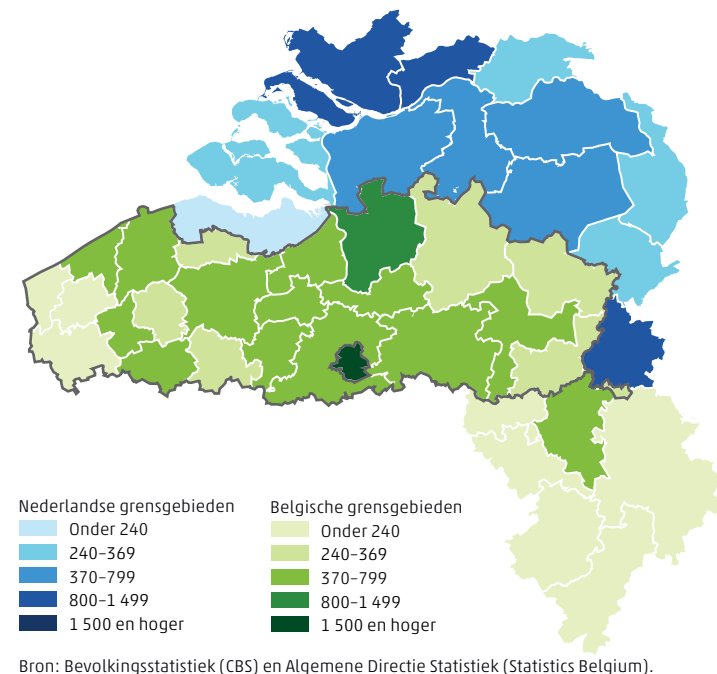 Nederlandse grensgebieden
Onder 240
240–369
370–799
800–1 499
1 500 en hoger
Belgische grensgebieden
Onder 240
240–369
370–799
800–1 499
1 500 en hoger
Bron: Bevolkingsstatistiek (CBS) en Algemene Directie Statistiek (Statistics Belgium).